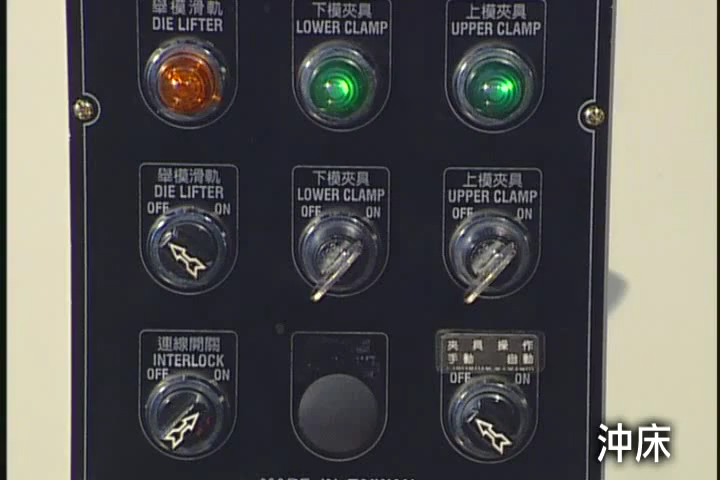 舉模滑軌 下模夾具 上模夾具
DIE LIFTER LOWER CLAMP UPPER CLAMP
舉模滑軌 下模夾具 上模夾具
DIE LIFTER LOWER CLAMP UPPER CLAMP
OFF ON OFF ON OFF ON
連線開關 夾具操作
INTERLOCK 手動 自動
OFF ON OFF ON
沖床